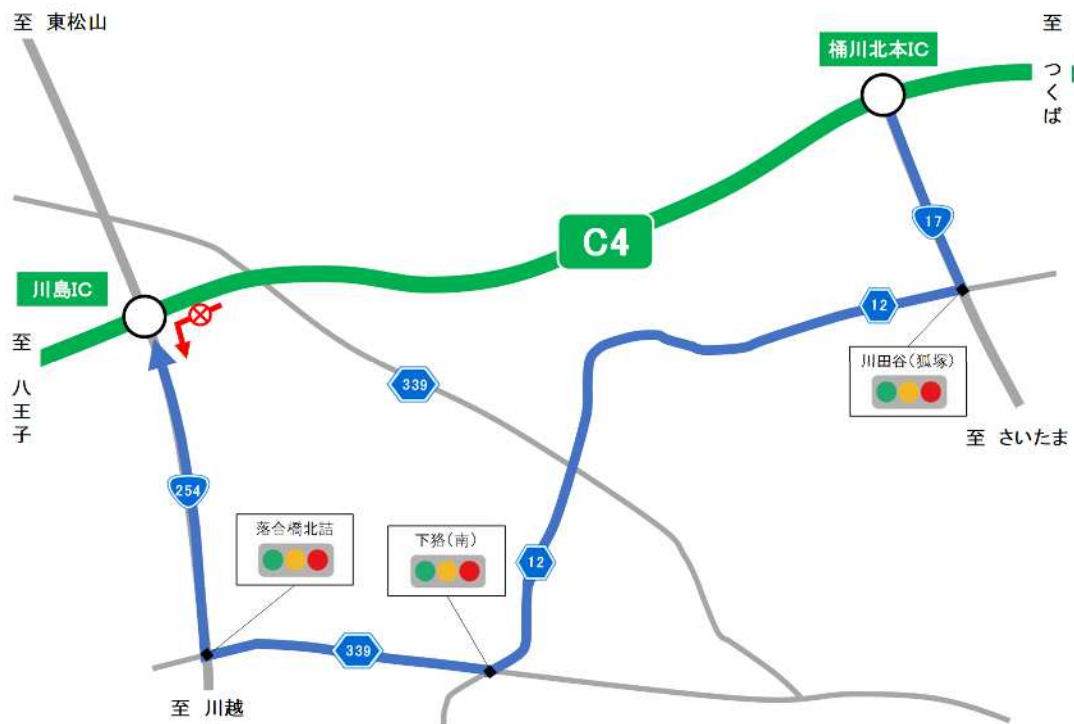 至 東松山
至
つくば
桶川北本IC
C4
17
川島IC
12
至
八王子
339
川田谷(狐塚)
至 さいたま
254
落合橋北詰
下狢(南)
12
339
至 川越